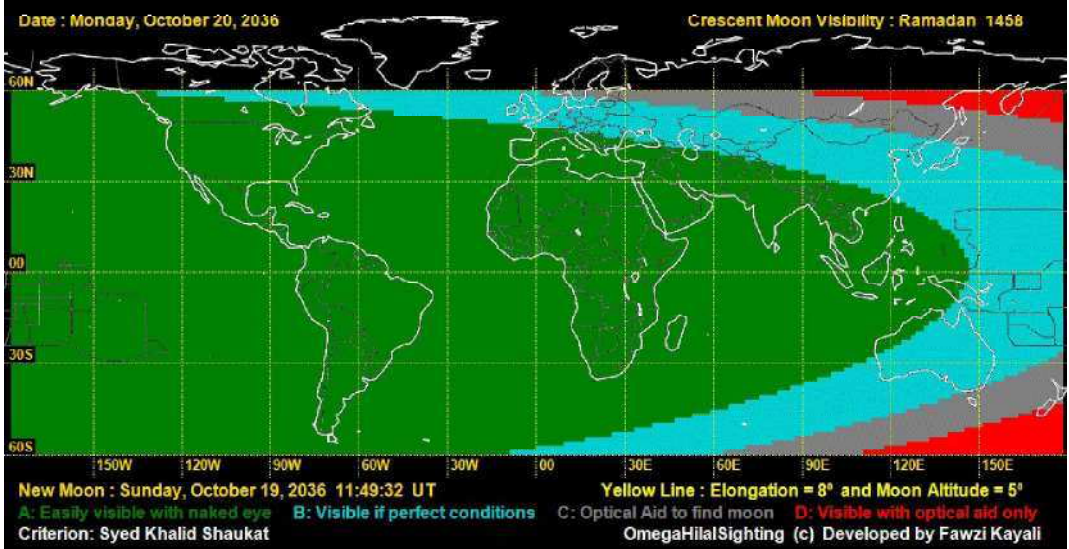 Date : Monday, October 20, 2036
Crescent Moon Visibility : Ramadan 1458
60N
30N
00
30S
60S
150W 120W 90W 60W 30W 00 30E 60E 90E 120E 150E
New Moon : Sunday, October 19, 2036 11:49:32 UT
Yellow Line : Elongation = 8º and Moon Altitude = 5º
A: Easily visible with naked eye B: Visible if perfect conditions C: Optical Aid to find moon D: Visible with optical aid only
Criterion: Syed Khalid Shaukat
OmegaHilalSighting (c) Developed by Fawzi Kayali